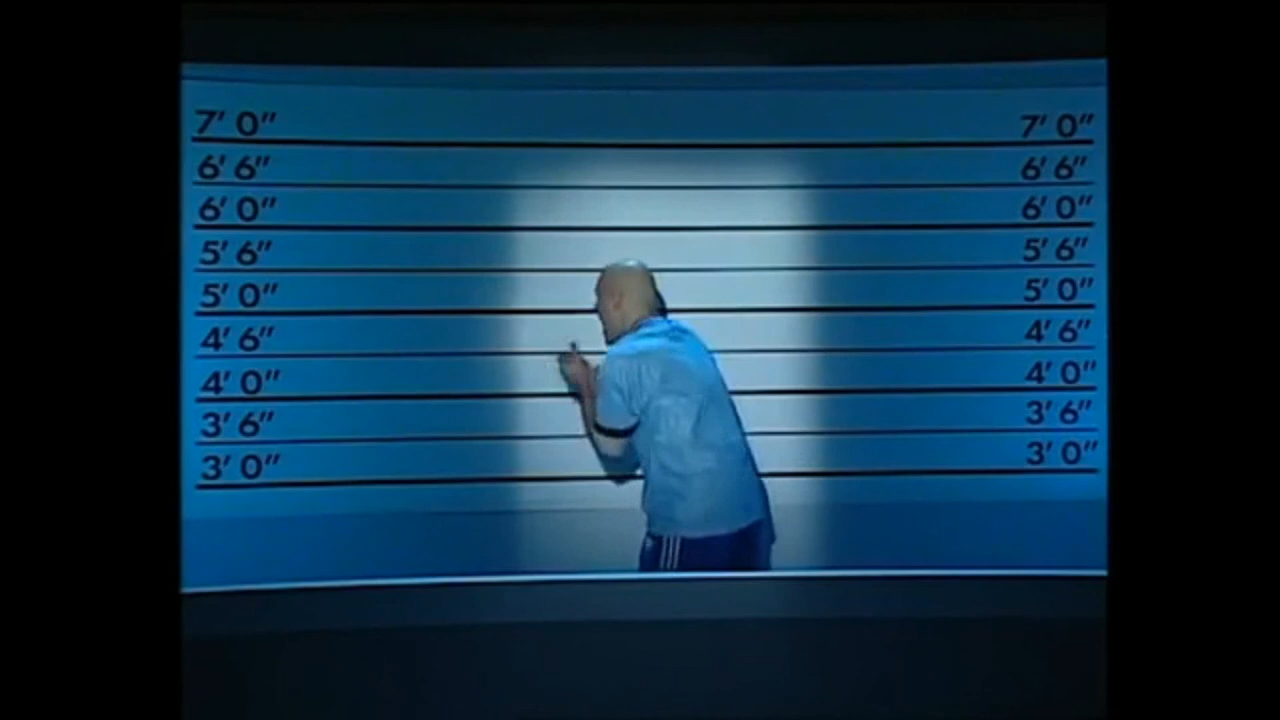 7' 0" 7' 0"
6' 6" 6' 6"
6' 0" 6' 0"
5' 6" 5' 6"
5' 0" 5' 0"
4' 6" 4' 6"
4' 0" 4' 0"
3' 6" 3' 6"
3' 0" 3' 0"